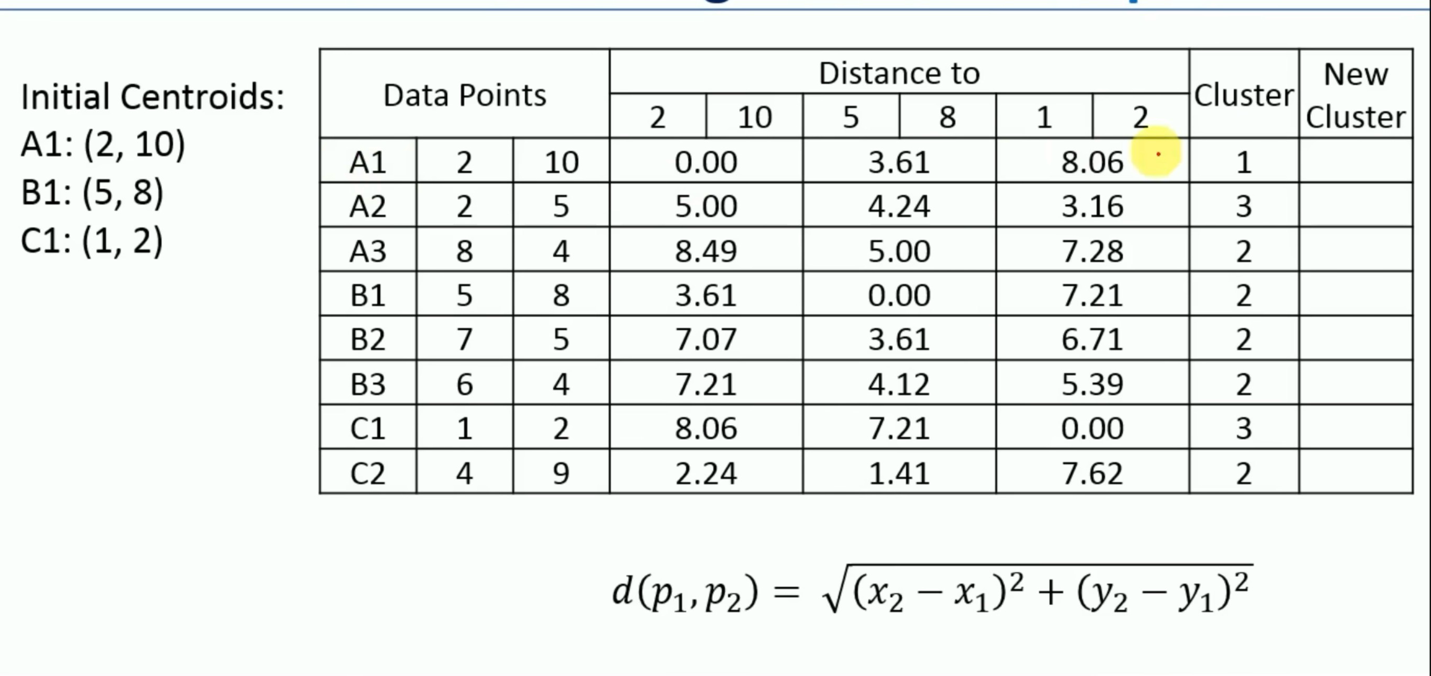 Initial Centroids:
A1: (2, 10)
B1: (5, 8)
C1: (1, 2)
Data Points Distance to Cluster New Cluster
2 10 5 8 1 2
A1 2 10 0.00 3.61 8.06 1
A2 2 5 5.00 4.24 3.16 3
A3 8 4 8.49 5.00 7.28 2
B1 5 8 3.61 0.00 7.21 2
B2 7 5 7.07 3.61 6.71 2
B3 6 4 7.21 4.12 5.39 2
C1 1 2 8.06 7.21 0.00 3
C2 4 9 2.24 1.41 7.62 2
d(p₁, p₂) = √(x₂ − x₁)² + (y₂ − y₁)²